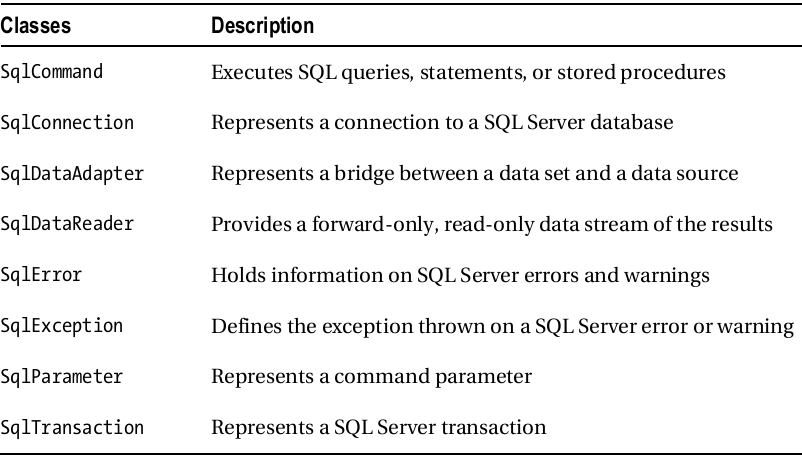 Classes Description
SqlCommand Executes SQL queries, statements, or stored procedures
SqlConnection Represents a connection to a SQL Server database
SqlDataAdapter Represents a bridge between a data set and a data source
SqlDataReader Provides a forward-only, read-only data stream of the results
SqlError Holds information on SQL Server errors and warnings
SqlException Defines the exception thrown on a SQL Server error or warning
SqlParameter Represents a command parameter
SqlTransaction Represents a SQL Server transaction